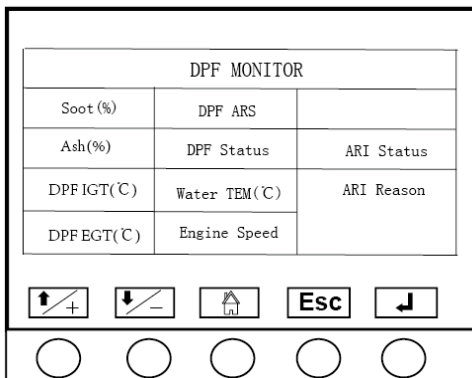 DPF MONITOR
Soot(%) DPF ARS
Ash(%) DPF Status ARI Status
DPF IGT(℃) Water TEM(℃) ARI Reason
DPF EGT(℃) Engine Speed
+ − Esc